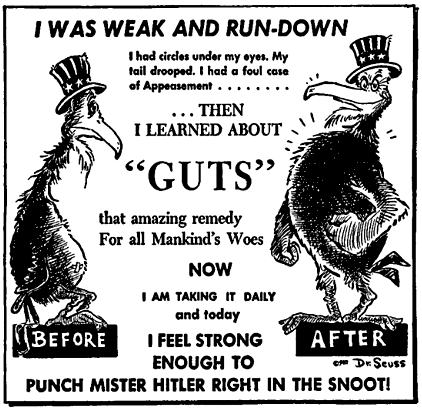 I WAS WEAK AND RUN-DOWN
I had circles under my eyes. My
tail drooped. I had a foul case
of Appeasement . . . . . . . .
. . . THEN
I LEARNED ABOUT
"GUTS"
that amazing remedy
For all Mankind's Woes
NOW
I AM TAKING IT DAILY
and today
I FEEL STRONG
ENOUGH TO
PUNCH MISTER HITLER RIGHT IN THE SNOOT!
BEFORE
AFTER
Dr. Seuss